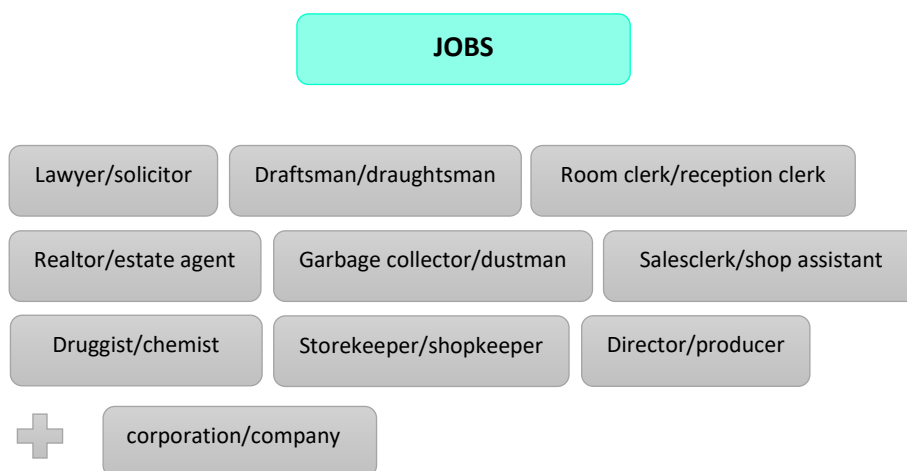 JOBS
Lawyer/solicitor
Draftsman/draughtsman
Room clerk/reception clerk
Realtor/estate agent
Garbage collector/dustman
Salesclerk/shop assistant
Druggist/chemist
Storekeeper/shopkeeper
Director/producer
corporation/company